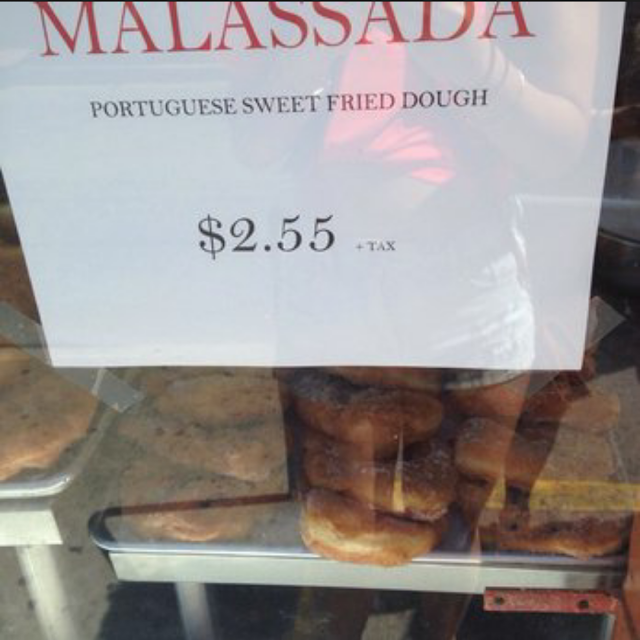 MALASSADA
PORTUGUESE SWEET FRIED DOUGH
$2.55 + TAX